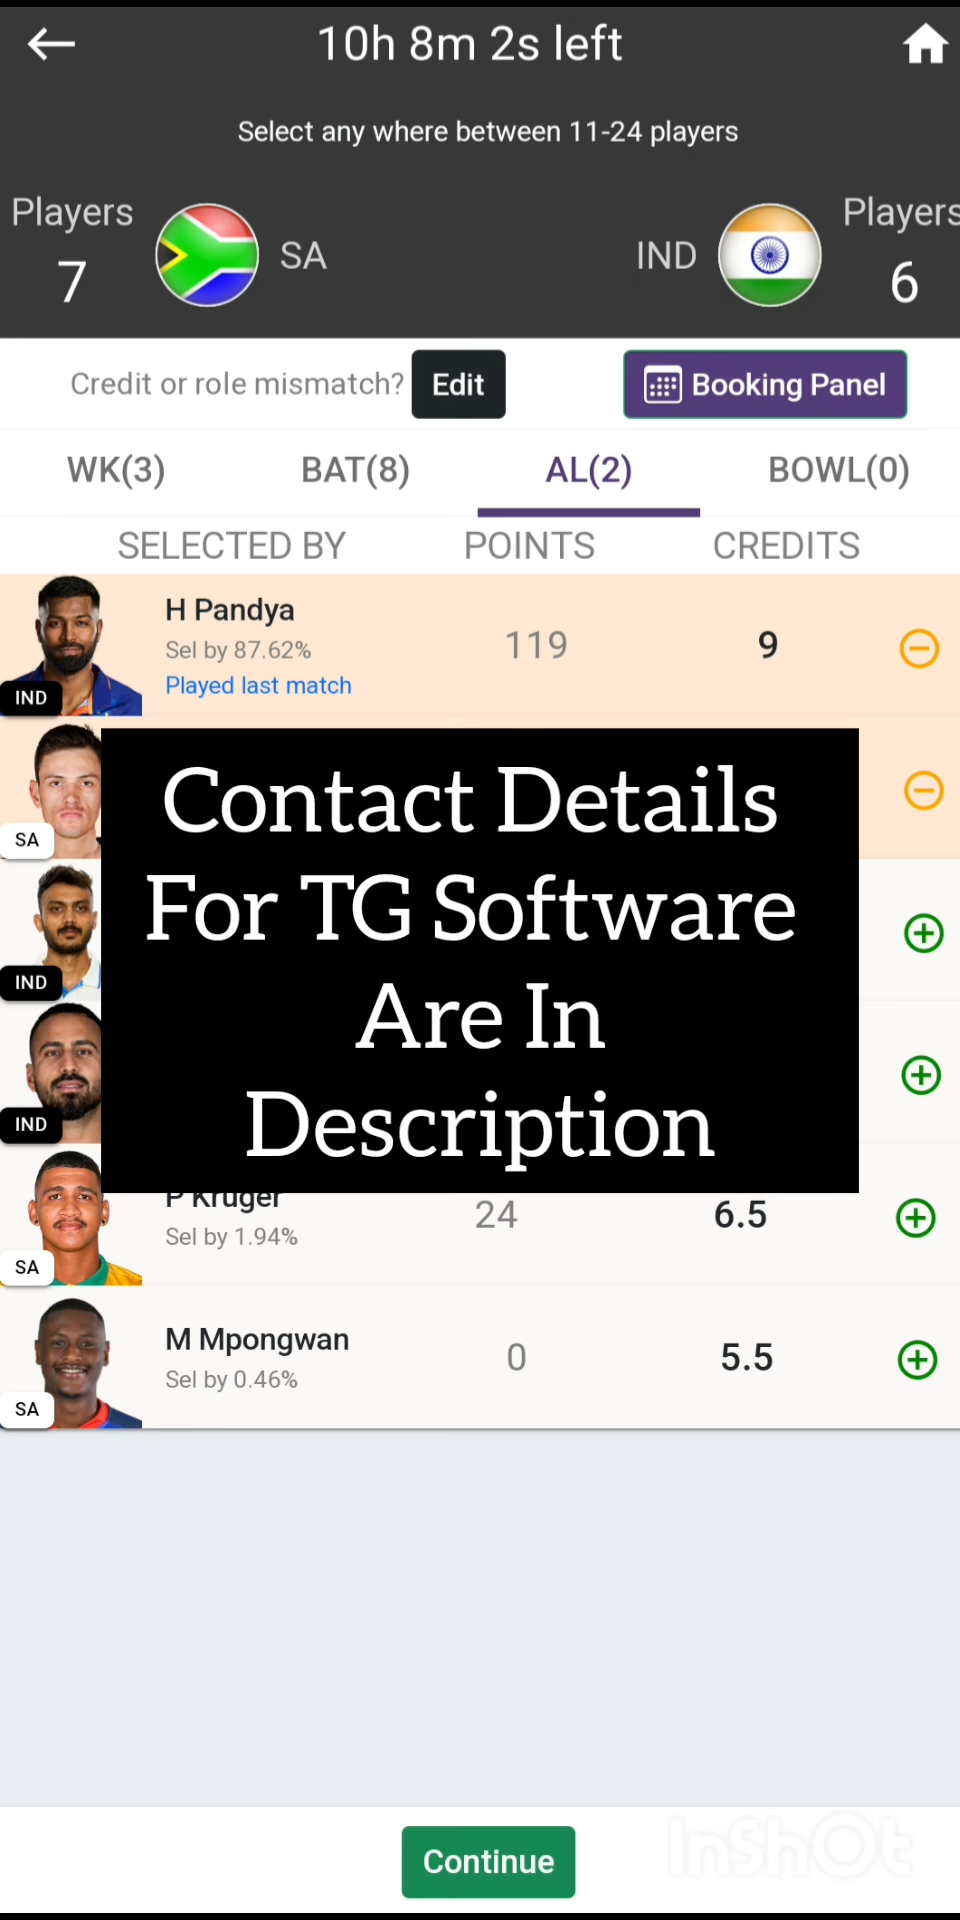 10h 8m 2s left
Select any where between 11-24 players
Players
7
SA
IND
Players
6
Credit or role mismatch? Edit
Booking Panel
WK(3) BAT(8) AL(2) BOWL(0)
SELECTED BY POINTS CREDITS
H Pandya
Sel by 87.62%
Played last match
119
9
IND
SA
IND
IND
Contact Details
For TG Software
Are In
Description
P Kruger
Sel by 1.94%
24
6.5
SA
M Mpongwan
Sel by 0.46%
0
5.5
SA
Continue
InShOt